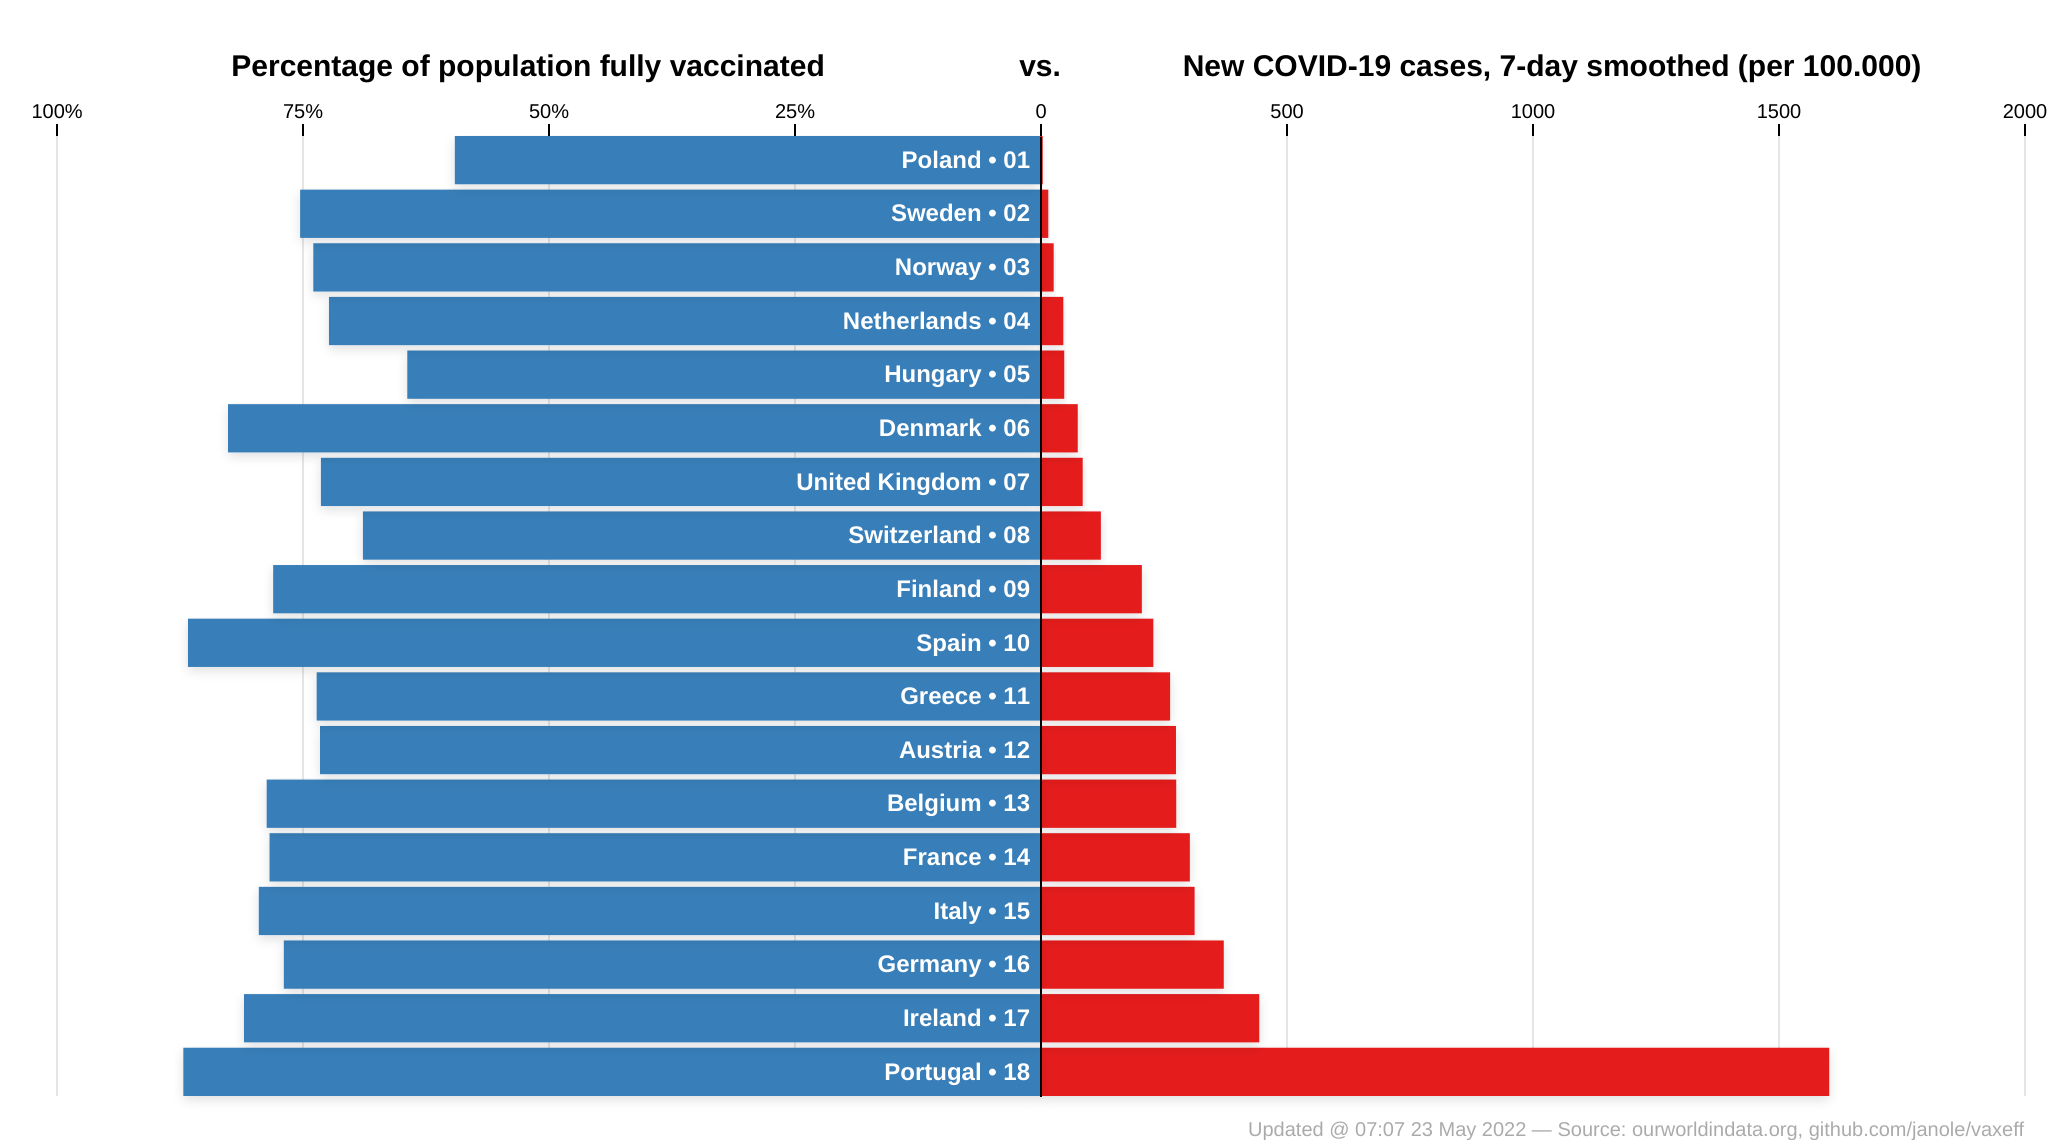 Percentage of population fully vaccinated vs. New COVID-19 cases, 7-day smoothed (per 100.000)
100% 75% 50% 25% 0 500 1000 1500 2000
Poland • 01
Sweden • 02
Norway • 03
Netherlands • 04
Hungary • 05
Denmark • 06
United Kingdom • 07
Switzerland • 08
Finland • 09
Spain • 10
Greece • 11
Austria • 12
Belgium • 13
France • 14
Italy • 15
Germany • 16
Ireland • 17
Portugal • 18
Updated @ 07:07 23 May 2022 — Source: ourworldindata.org, github.com/janole/vaxeff